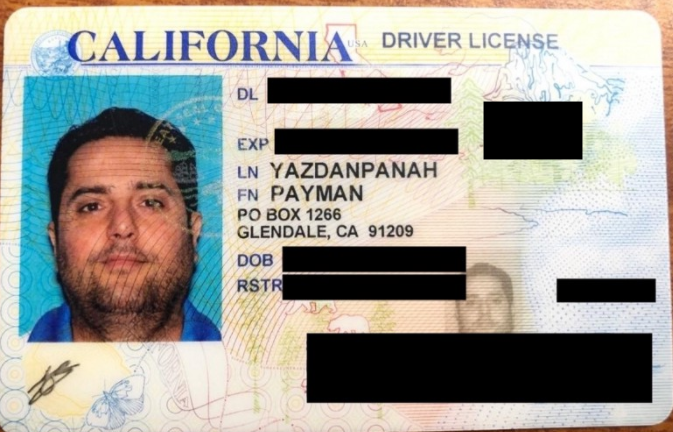 CALIFORNIA USA DRIVER LICENSE
DL
EXP
LN YAZDANPANAH
FN PAYMAN
PO BOX 1266
GLENDALE, CA 91209
DOB
RSTR